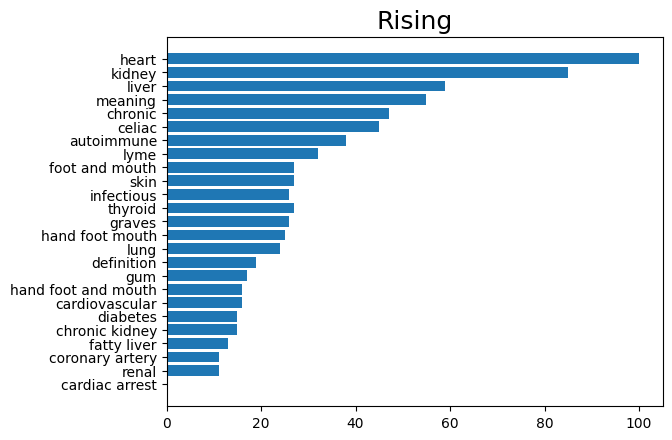 Rising
heart
kidney
liver
meaning
chronic
celiac
autoimmune
lyme
foot and mouth
skin
infectious
thyroid
graves
hand foot mouth
lung
definition
gum
hand foot and mouth
cardiovascular
diabetes
chronic kidney
fatty liver
coronary artery
renal
cardiac arrest
0 20 40 60 80 100